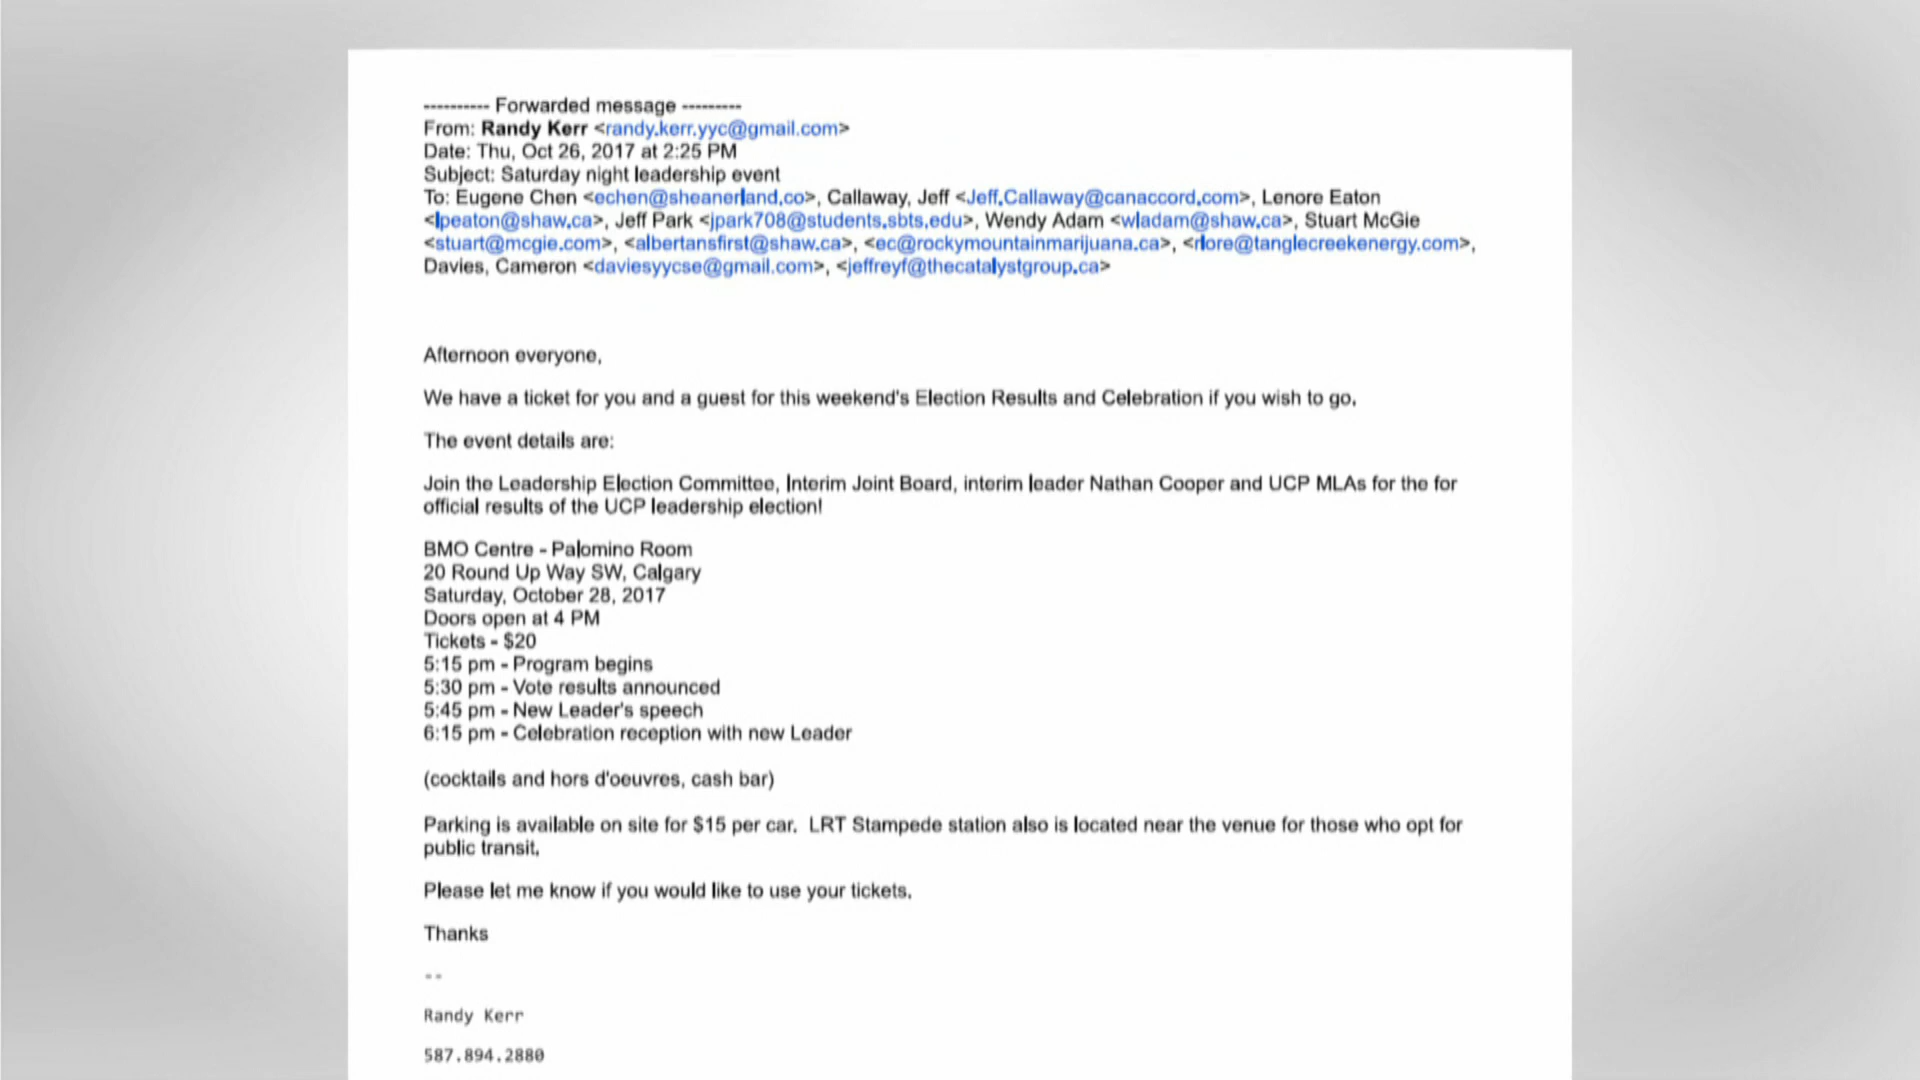 ---------- Forwarded message ---------
From: Randy Kerr <randy.kerr.yyc@gmail.com>
Date: Thu, Oct 26, 2017 at 2:25 PM
Subject: Saturday night leadership event
To: Eugene Chen <echen@sheanerland.co>, Callaway, Jeff <Jeff.Callaway@canaccord.com>, Lenore Eaton
<lpeaton@shaw.ca>, Jeff Park <jpark708@students.sbts.edu>, Wendy Adam <wladam@shaw.ca>, Stuart McGie
<stuart@mcgie.com>, <albertansfirst@shaw.ca>, <ec@rockymountainmarijuana.ca>, <rlore@tanglecreekenergy.com>,
Davies, Cameron <daviesyycse@gmail.com>, <jeffreyf@thecatalystgroup.ca>
Afternoon everyone,
We have a ticket for you and a guest for this weekend's Election Results and Celebration if you wish to go.
The event details are:
Join the Leadership Election Committee, Interim Joint Board, interim leader Nathan Cooper and UCP MLAs for the for
official results of the UCP leadership election!
BMO Centre - Palomino Room
20 Round Up Way SW, Calgary
Saturday, October 28, 2017
Doors open at 4 PM
Tickets - $20
5:15 pm - Program begins
5:30 pm - Vote results announced
5:45 pm - New Leader's speech
6:15 pm - Celebration reception with new Leader
(cocktails and hors d'oeuvres, cash bar)
Parking is available on site for $15 per car.  LRT Stampede station also is located near the venue for those who opt for
public transit.
Please let me know if you would like to use your tickets.
Thanks
--
Randy Kerr
587.894.2880